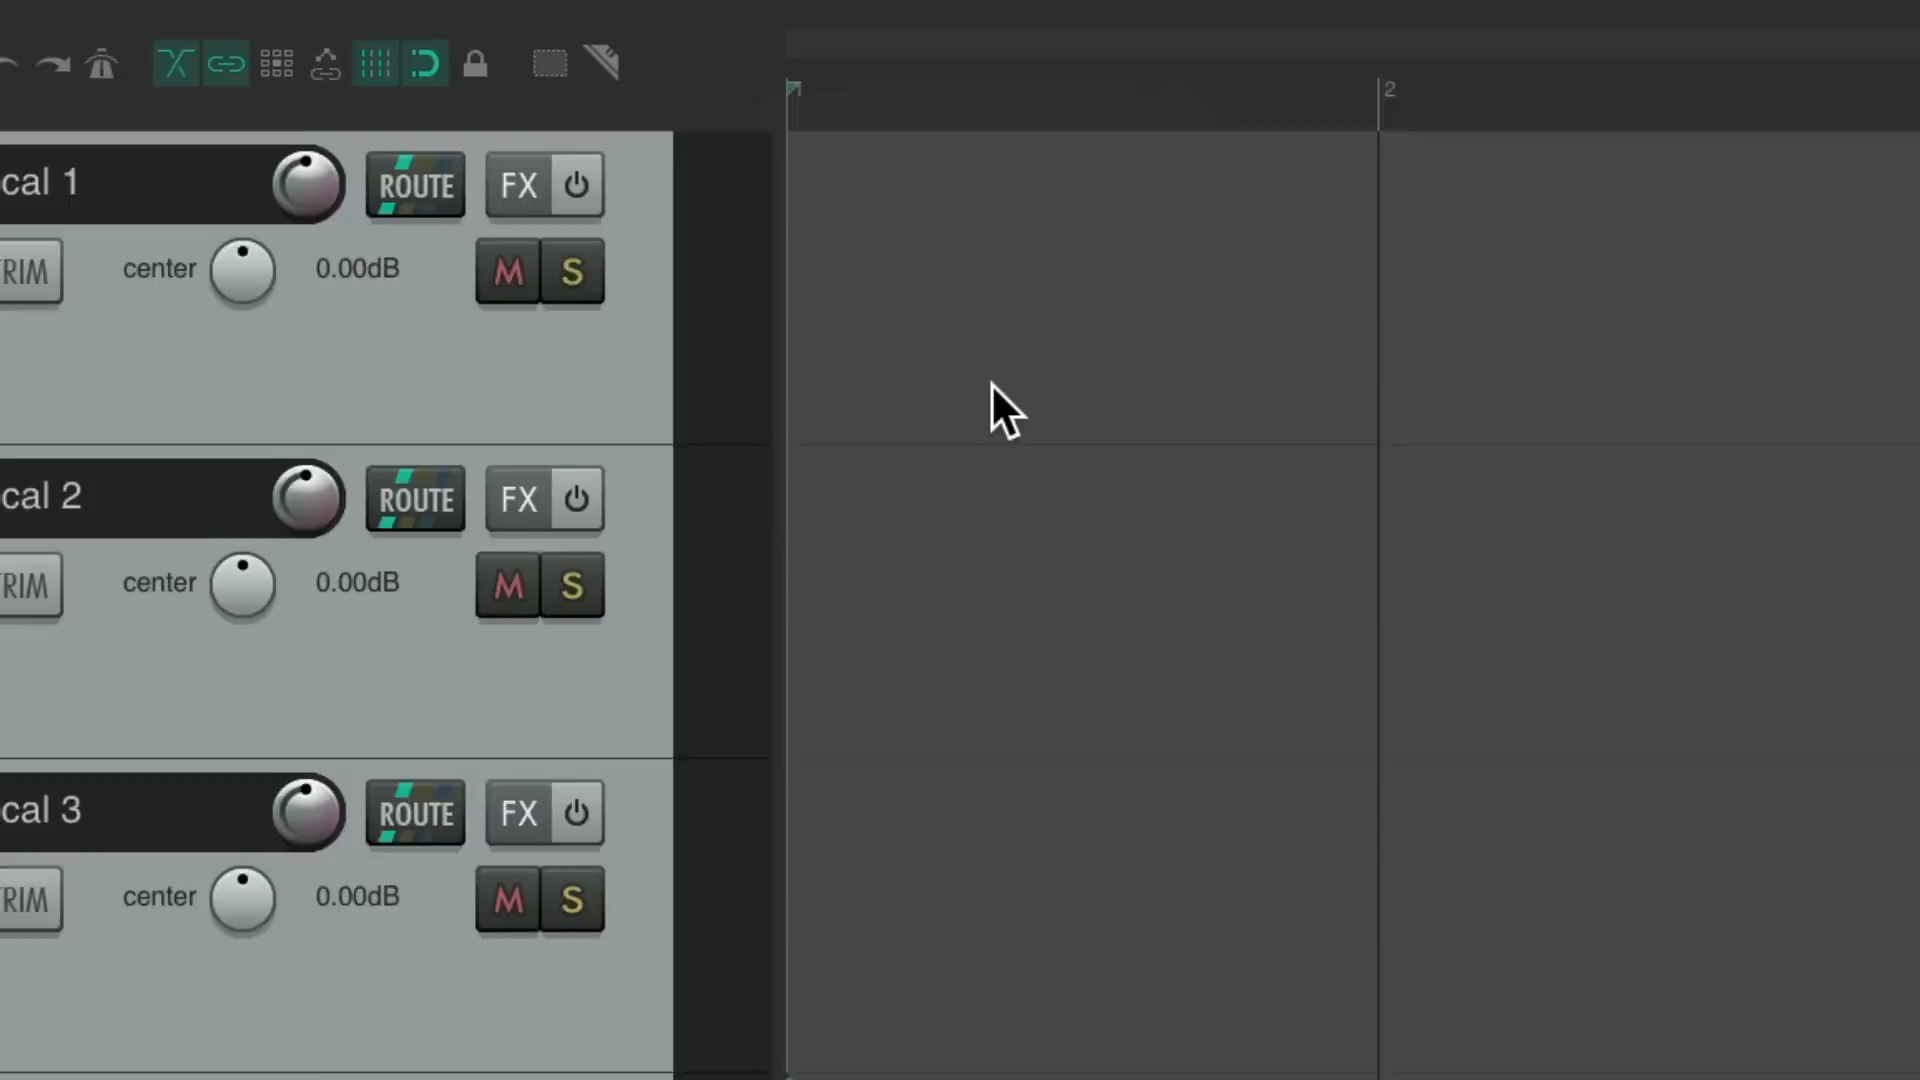 2
cal 1
ROUTE
FX
RIM
center
0.00dB
M
S
cal 2
ROUTE
FX
RIM
center
0.00dB
M
S
cal 3
ROUTE
FX
RIM
center
0.00dB
M
S